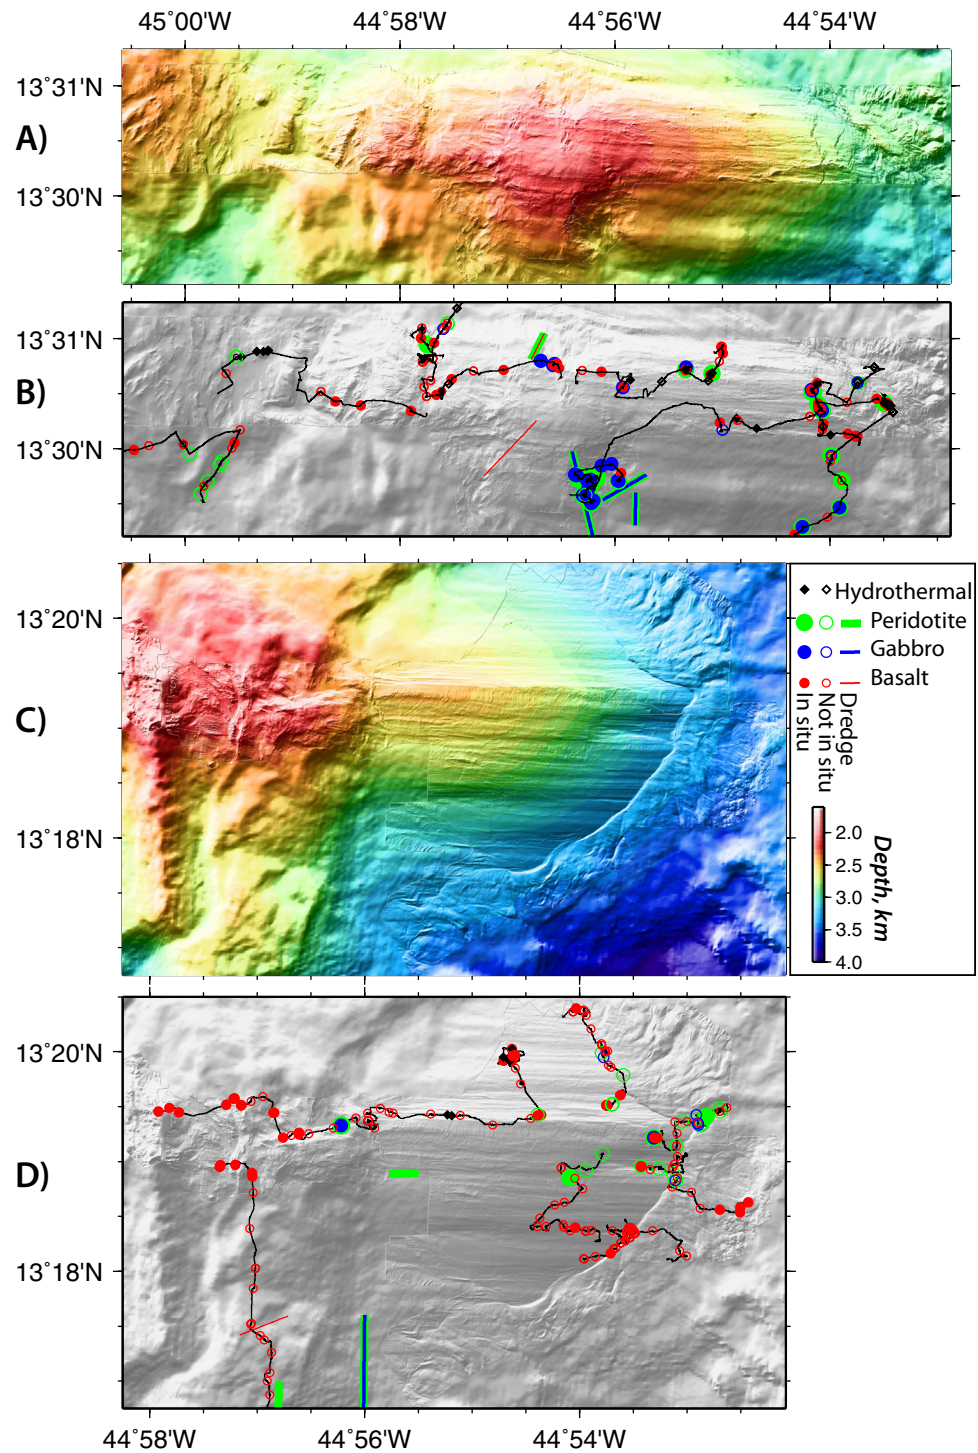 45˚00'W 44˚58'W 44˚56'W 44˚54'W
13˚31'N
A)
13˚30'N
13˚31'N
B)
13˚30'N
13˚20'N
C)
13˚18'N
Hydrothermal
Peridotite
Gabbro
Basalt
Dredge
Not in situ
In situ
2.0
2.5
3.0
3.5
4.0
Depth, km
13˚20'N
D)
13˚18'N
44˚58'W 44˚56'W 44˚54'W